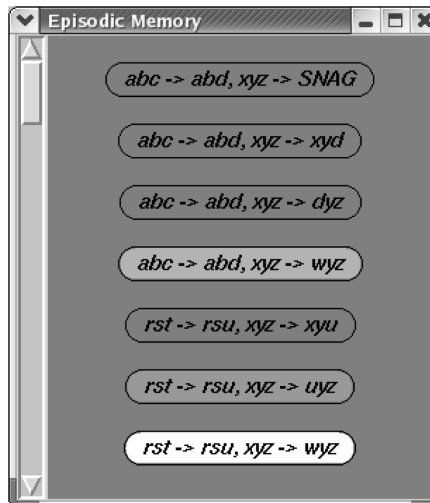 Episodic Memory
abc -> abd, xyz -> SNAG
abc -> abd, xyz -> xyd
abc -> abd, xyz -> dyz
abc -> abd, xyz -> wyz
rst -> rsu, xyz -> xyu
rst -> rsu, xyz -> uyz
rst -> rsu, xyz -> wyz